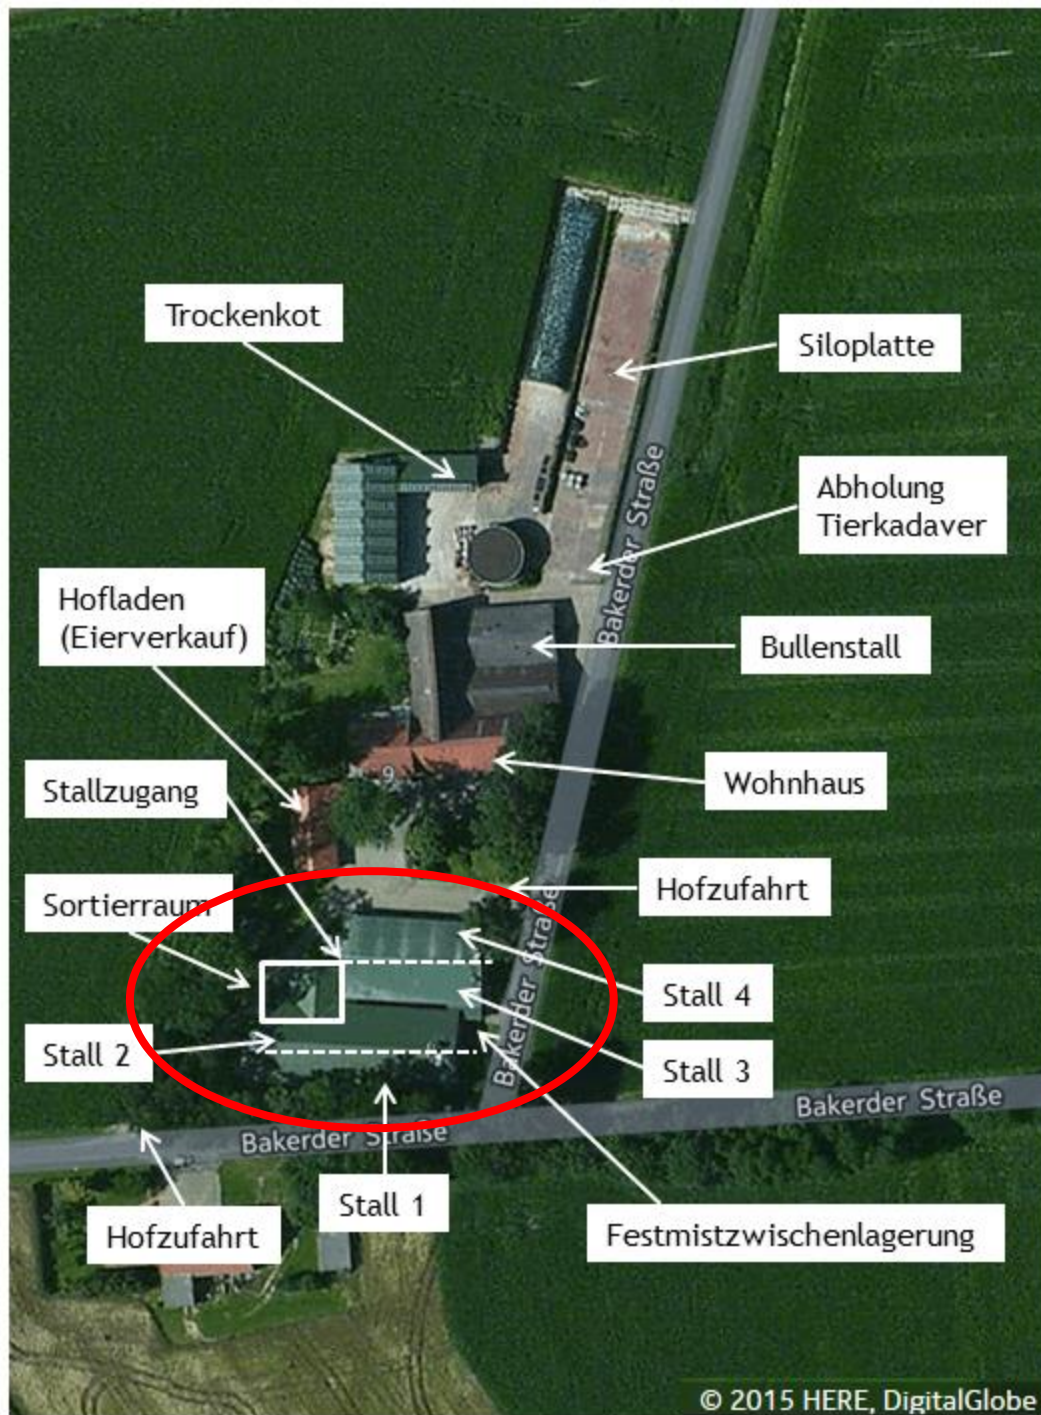 Trockenkot
Siloplatte
Abholung
Tierkadaver
Bakerder Straße
Hofladen
(Eierverkauf)
Bullenstall
9
Stallzugang
Wohnhaus
Sortierraum
Hofzufahrt
Bakerder Straße
Stall 4
Stall 2
Stall 3
Bakerder Straße
Bakerder Straße
Stall 1
Hofzufahrt
Festmistzwischenlagerung
© 2015 HERE, DigitalGlobe